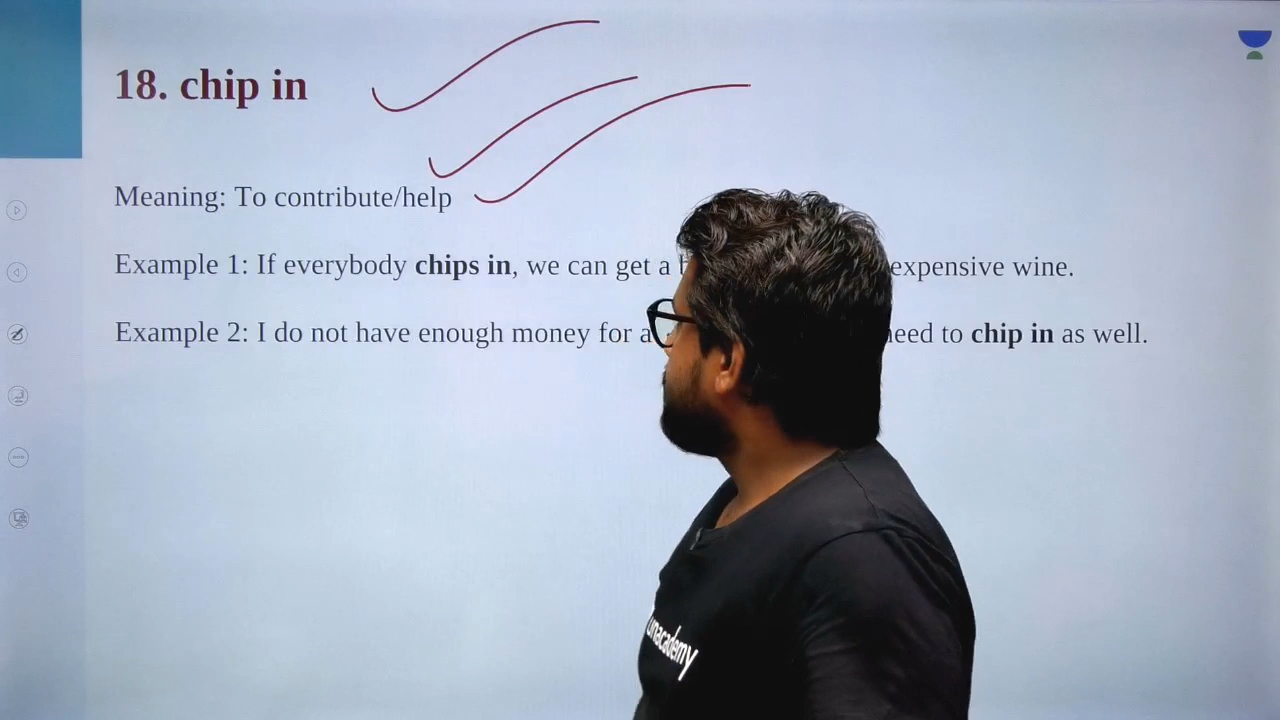 18. chip in
Meaning: To contribute/help
Example 1: If everybody chips in, we can get a expensive wine.
Example 2: I do not have enough money for a need to chip in as well.
unacademy